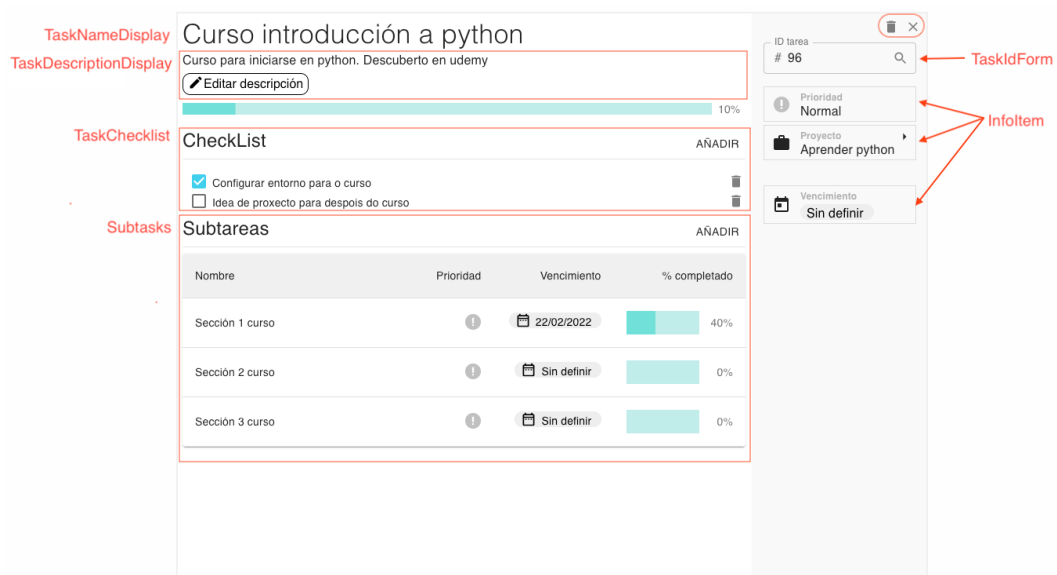 TaskNameDisplay
Curso introducción a python
TaskDescriptionDisplay
Curso para iniciarse en python. Descuberto en udemy
Editar descripción
10%
TaskChecklist
CheckList
AÑADIR
Configurar entorno para o curso
Idea de proxecto para despois do curso
Subtasks
Subtareas
AÑADIR
Nombre Prioridad Vencimiento % completado
Sección 1 curso 22/02/2022 40%
Sección 2 curso Sin definir 0%
Sección 3 curso Sin definir 0%
ID tarea
# 96
TaskIdForm
Prioridad
Normal
InfoItem
Proyecto
Aprender python
Vencimiento
Sin definir